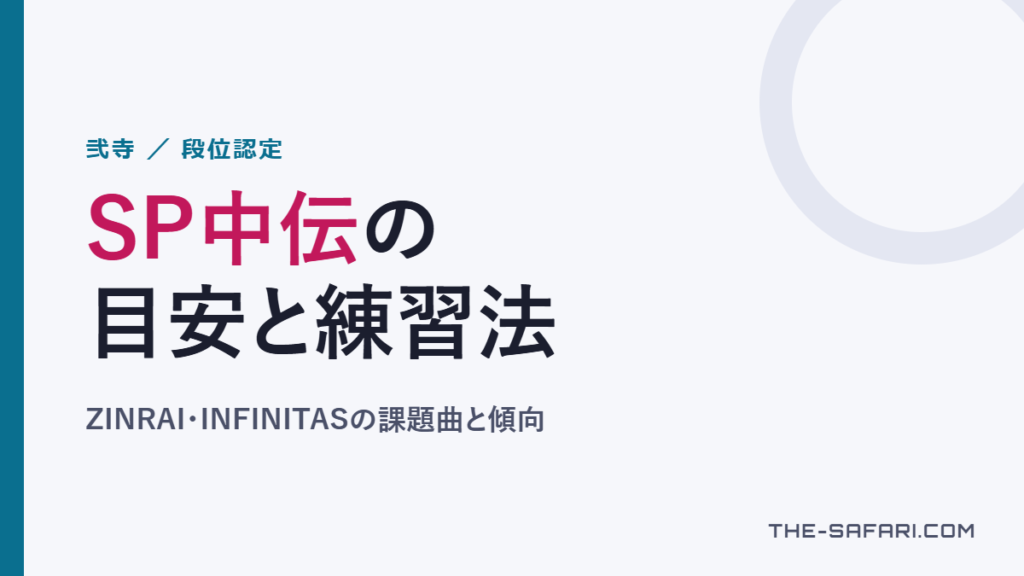 弐寺 ／ 段位認定
SP中伝の
目安と練習法
ZINRAI･INFINITASの課題曲と傾向
THE-SAFARI.COM